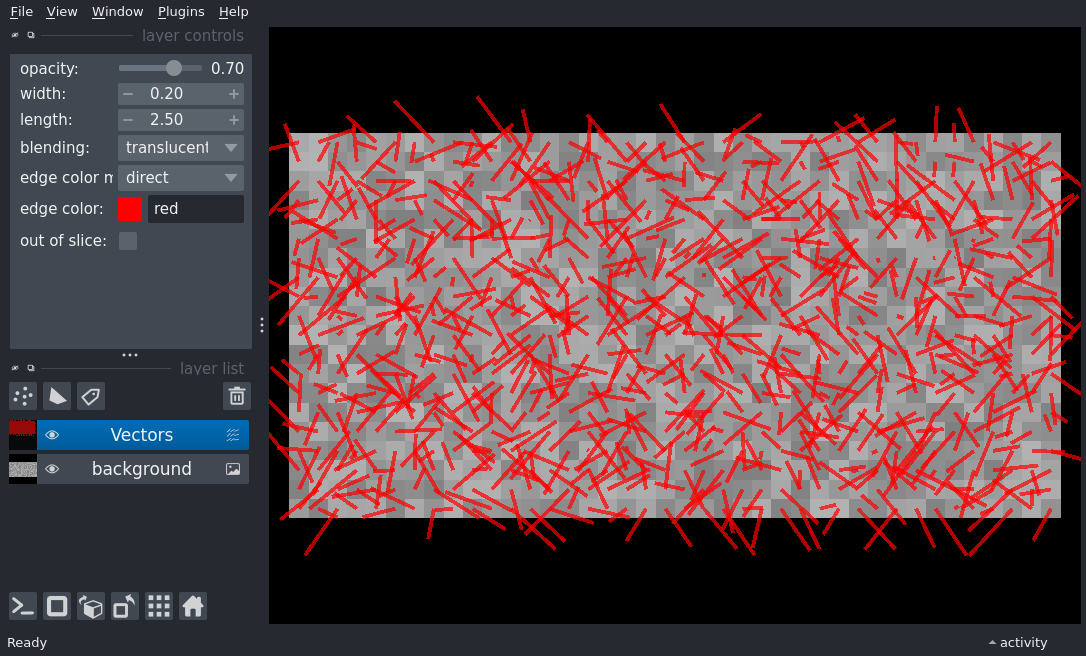 File View Window Plugins Help
layer controls
opacity: 0.70
width: 0.20
length: 2.50
blending: translucent
edge color m direct
edge color: red
out of slice:
layer list
Vectors
background
Ready
activity